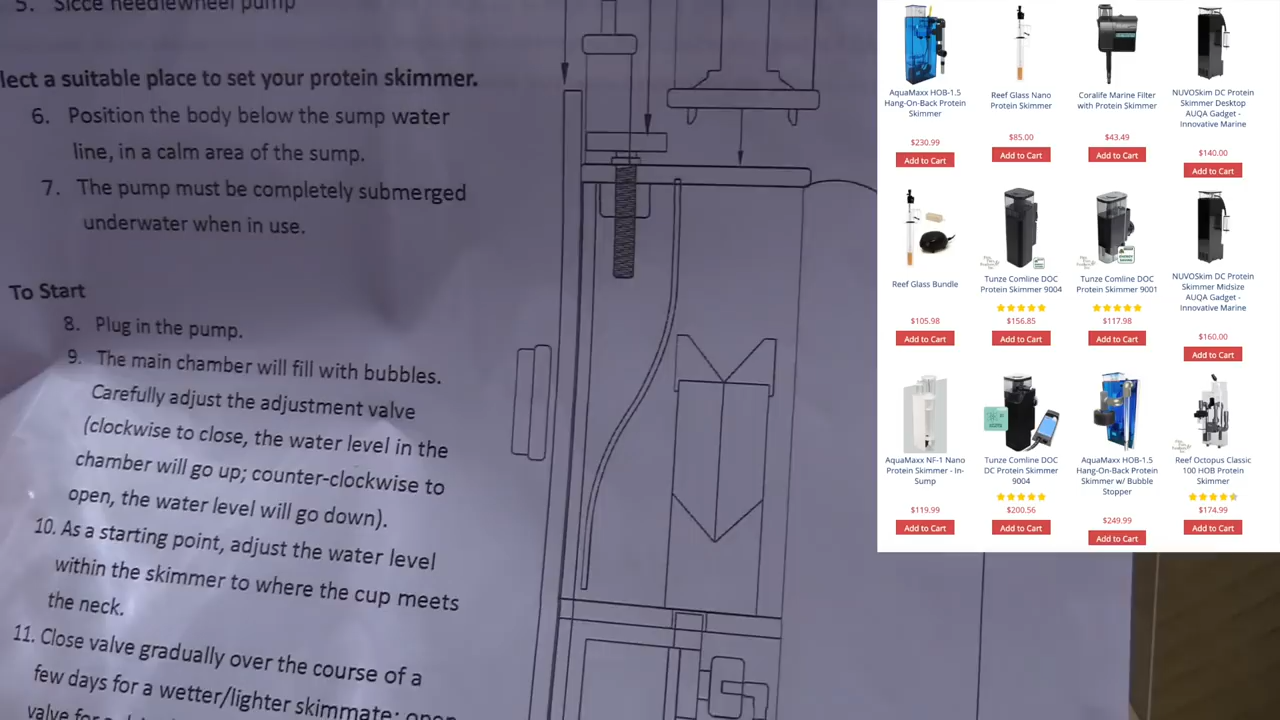 5. Sicce needlewheel pump
lect a suitable place to set your protein skimmer.
6. Position the body below the sump water
line, in a calm area of the sump.
7. The pump must be completely submerged
underwater when in use.
To Start
8. Plug in the pump.
9. The main chamber will fill with bubbles.
Carefully adjust the adjustment valve
(clockwise to close, the water level in the
chamber will go up; counter-clockwise to
open, the water level will go down).
10. As a starting point, adjust the water level
within the skimmer to where the cup meets
the neck.
11. Close valve gradually over the course of a
few days for a wetter/lighter skimmate; open
valve for a
AquaMaxx HOB-1.5
Hang-On-Back Protein
Skimmer
$230.99
Add to Cart
Reef Glass Nano
Protein Skimmer
$85.00
Add to Cart
Coralife Marine Filter
with Protein Skimmer
$43.49
Add to Cart
NUVOSkim DC Protein
Skimmer Desktop
AUQA Gadget -
Innovative Marine
$140.00
Add to Cart
Reef Glass Bundle
$105.98
Add to Cart
Tunze Comline DOC
Protein Skimmer 9004
$156.85
Add to Cart
Tunze Comline DOC
Protein Skimmer 9001
$117.98
Add to Cart
NUVOSkim DC Protein
Skimmer Midsize
AUQA Gadget -
Innovative Marine
$160.00
Add to Cart
AquaMaxx NF-1 Nano
Protein Skimmer - In-
Sump
$119.99
Add to Cart
Tunze Comline DOC
DC Protein Skimmer
9004
$200.56
Add to Cart
AquaMaxx HOB-1.5
Hang-On-Back Protein
Skimmer w/ Bubble
Stopper
$249.99
Add to Cart
Reef Octopus Classic
100 HOB Protein
Skimmer
$174.99
Add to Cart